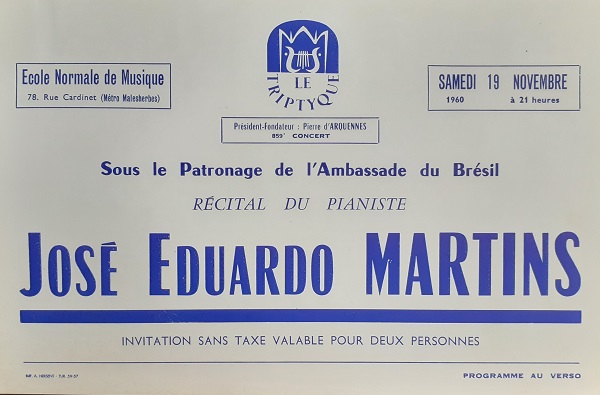 LE
TRIPTYQUE
Ecole Normale de Musique
78, Rue Cardinet (Métro Malesherbes)
SAMEDI 19 NOVEMBRE
1960 à 21 heures
Président-Fondateur : Pierre d'ARQUENNES
859e CONCERT
Sous le Patronage de l'Ambassade du Brésil
RÉCITAL DU PIANISTE
JOSÉ EDUARDO MARTINS
INVITATION SANS TAXE VALABLE POUR DEUX PERSONNES
PROGRAMME AU VERSO